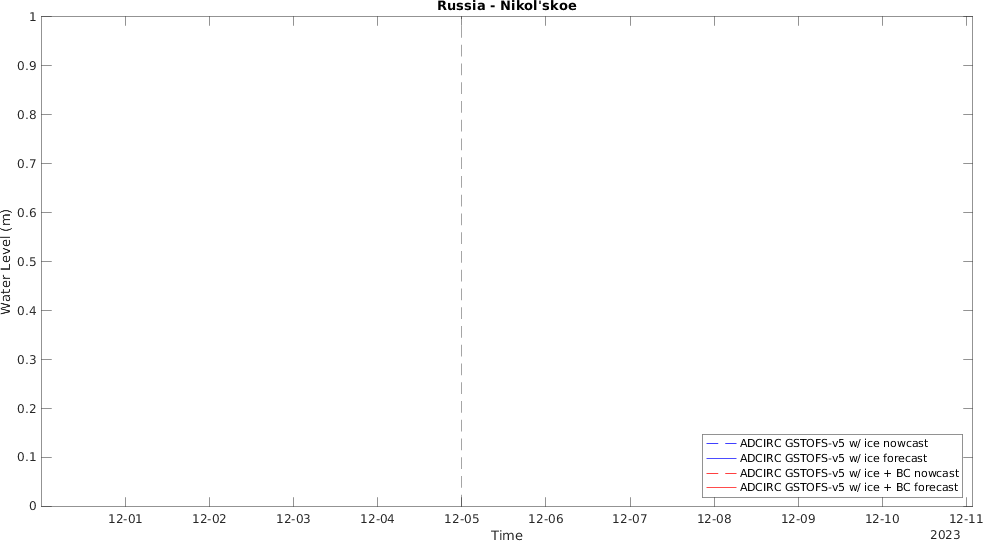 Russia - Nikol'skoe
1
0.9
0.8
0.7
0.6
0.5
0.4
0.3
0.2
0.1
0
Water Level (m)
ADCIRC GSTOFS-v5 w/ ice nowcast
ADCIRC GSTOFS-v5 w/ ice forecast
ADCIRC GSTOFS-v5 w/ ice + BC nowcast
ADCIRC GSTOFS-v5 w/ ice + BC forecast
12-01 12-02 12-03 12-04 12-05 12-06 12-07 12-08 12-09 12-10 12-11
Time
2023